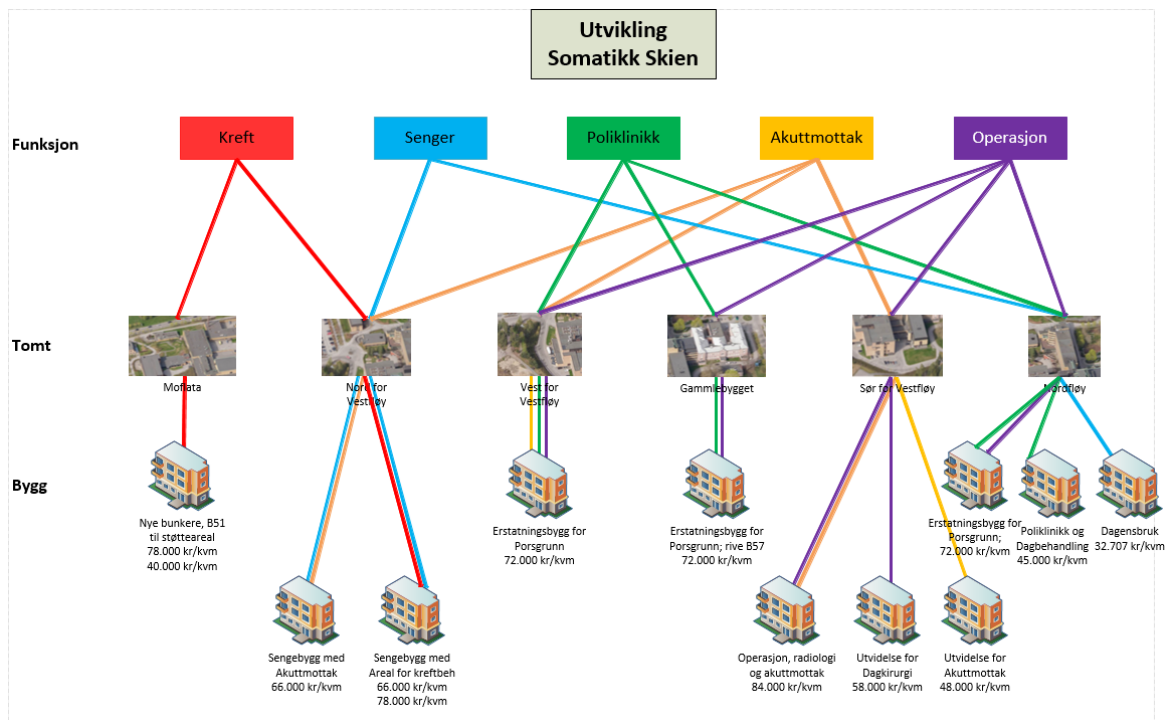 Utvikling
Somatikk Skien
Funksjon
Kreft
Senger
Poliklinikk
Akuttmottak
Operasjon
Tomt
Moflata
Nord for
Vestfløy
Vest for
Vestfløy
Gammlebygget
Sør for Vestfløy
Nordfløy
Bygg
Nye bunkere, B51
til støtteareal
78.000 kr/kvm
40.000 kr/kvm
Erstatningsbygg for
Porsgrunn
72.000 kr/kvm
Erstatningsbygg for
Porsgrunn; rive B57
72.000 kr/kvm
Erstatningsbygg for
Porsgrunn;
72.000 kr/kvm
Poliklinikk og
Dagbehandling
45.000 kr/kvm
Dagensbruk
32.707 kr/kvm
Sengebygg med
Akuttmottak
66.000 kr/kvm
Sengebygg med
Areal for kreftbeh
66.000 kr/kvm
78.000 kr/kvm
Operasjon, radiologi
og akuttmottak
84.000 kr/kvm
Utvidelse for
Dagkirurgi
58.000 kr/kvm
Utvidelse for
Akuttmottak
48.000 kr/kvm